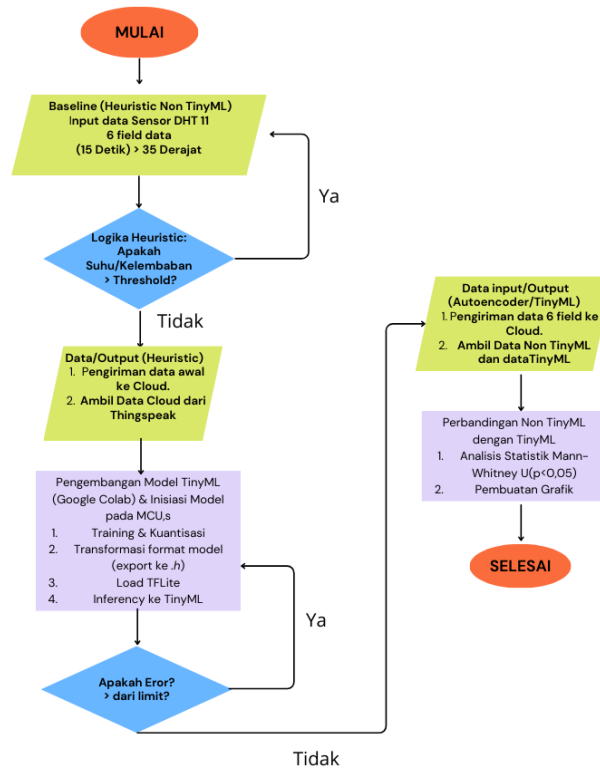 MULAI
Baseline (Heuristic Non TinyML)
Input data Sensor DHT 11
6 field data
(15 Detik) > 35 Derajat
Ya
Logika Heuristic:
Apakah
Suhu/Kelembaban
> Threshold?
Tidak
Data/Output (Heuristic)
1. Pengiriman data awal
ke Cloud.
2. Ambil Data Cloud dari
Thingspeak
Pengembangan Model TinyML
(Google Colab) & Inisiasi Model
pada MCU,s
1. Training & Kuantisasi
2. Transformasi format model
(export ke .h)
3. Load TFLite
4. Inferency ke TinyML
Ya
Apakah Eror?
> dari limit?
Tidak
Data input/Output
(Autoencoder/TinyML)
1. Pengiriman data 6 field ke
Cloud.
2. Ambil Data Non TinyML
dan dataTinyML
Perbandingan Non TinyML
dengan TinyML
1. Analisis Statistik Mann-
Whitney U(p<0,05)
2. Pembuatan Grafik
SELESAI